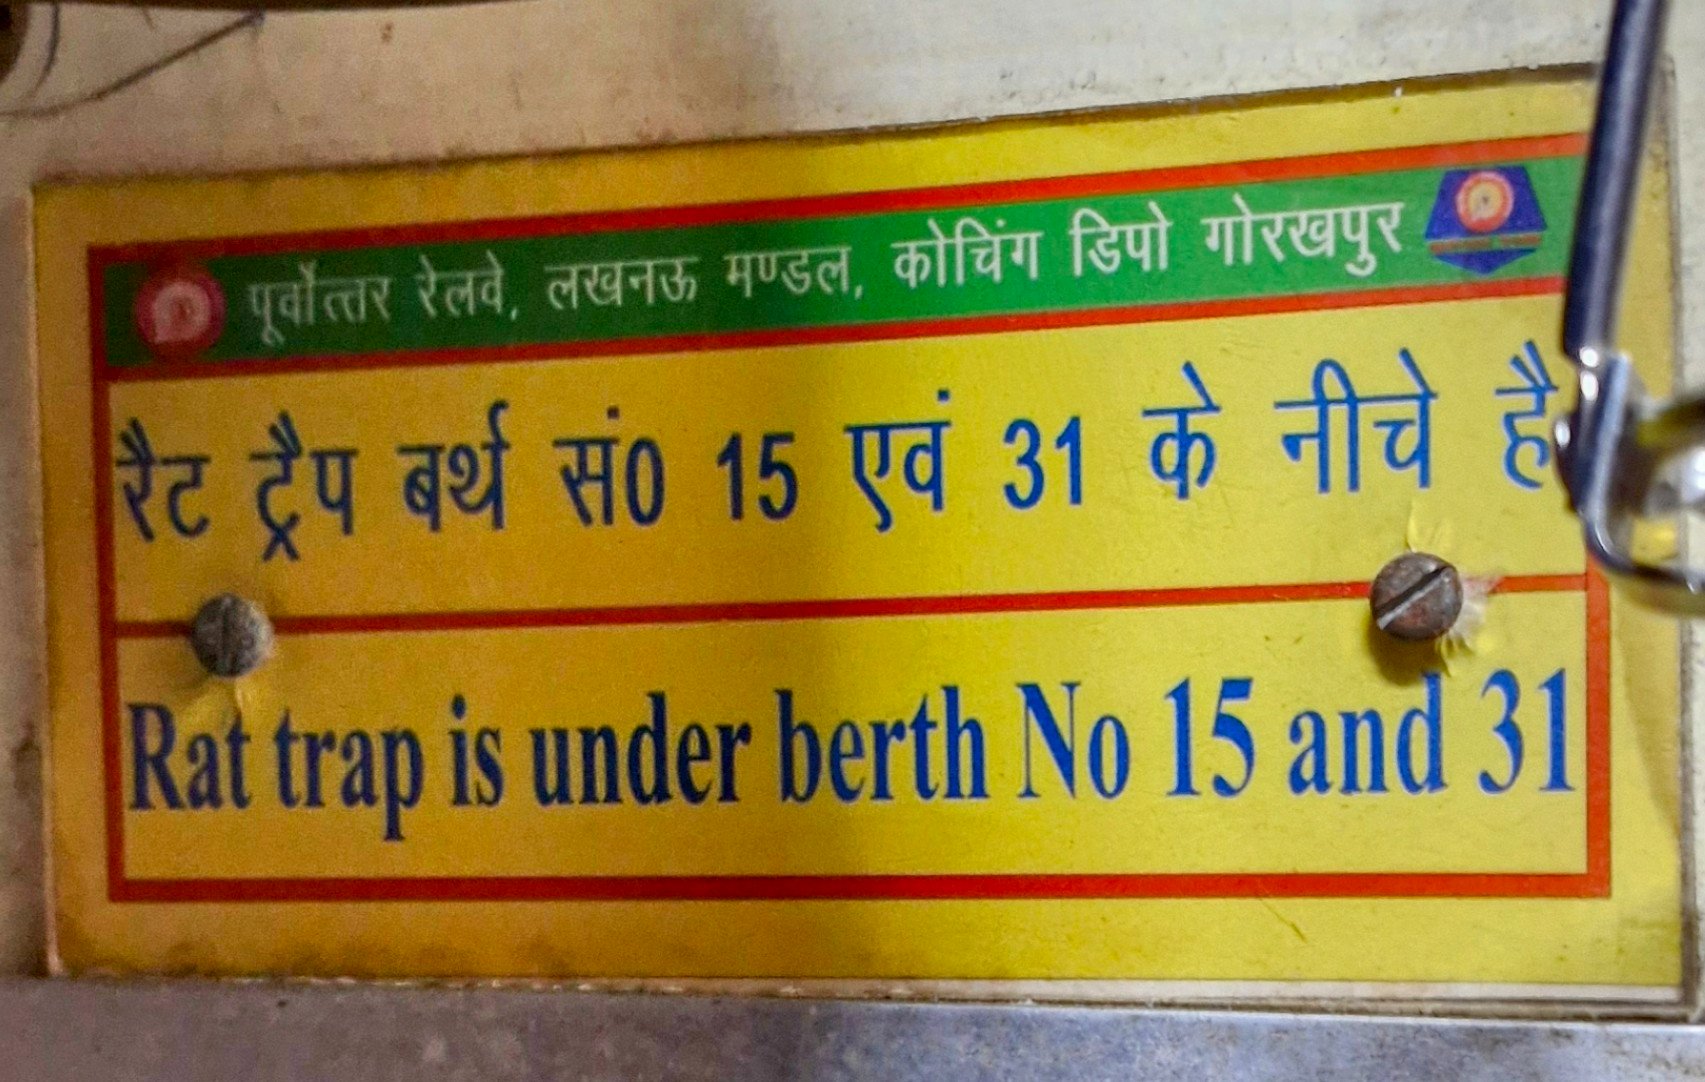 पूर्वोत्तर रेलवे, लखनऊ मण्डल, कोचिंग डिपो गोरखपुर
रैट ट्रैप बर्थ सं0 15 एवं 31 के नीचे है
Rat trap is under berth No 15 and 31